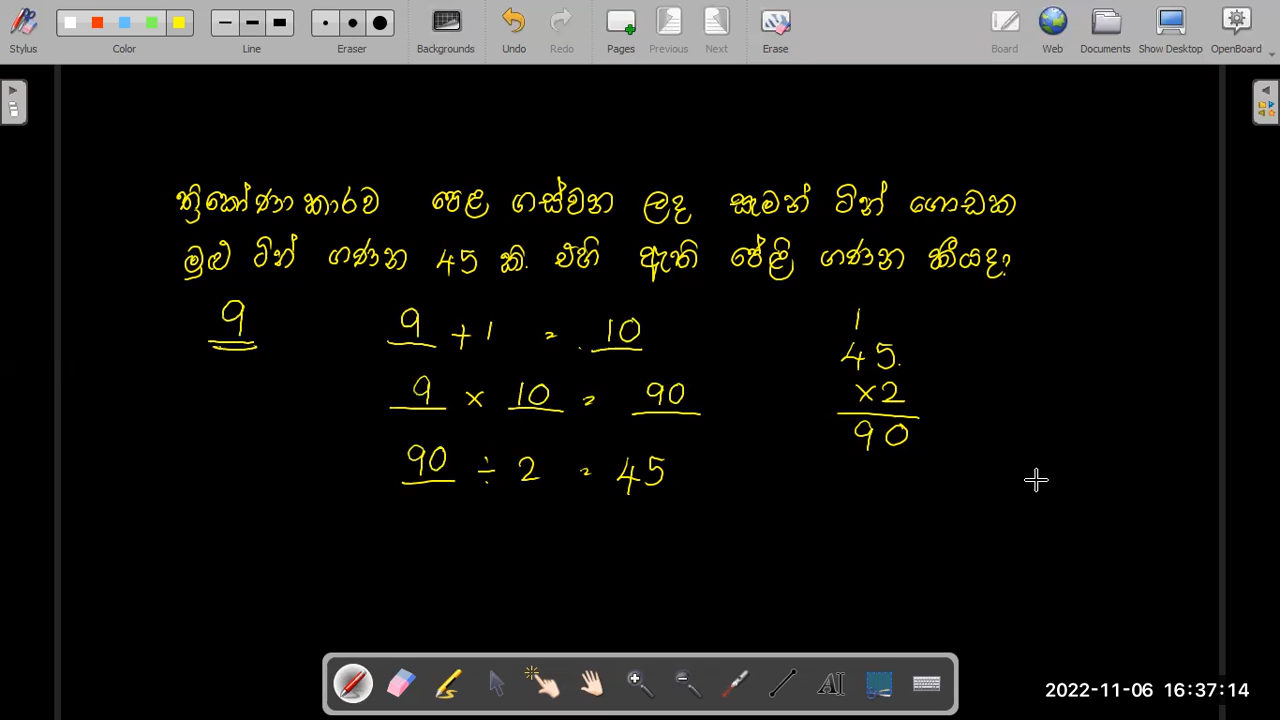 Stylus Color Line Eraser Backgrounds Undo Redo Pages Previous Next Erase Board Web Documents Show Desktop OpenBoard
ත්‍රිකෝණාකාරව පෙළ ගස්වන ලද සැමන් ටින් ගොඩක
මුළු ටින් ගණන 45 කි. එහි ඇති පේළි ගණන කීයද?
9
9 + 1 = 10
9 × 10 = 90
90 ÷ 2 = 45
1
45.
×2
90
2022-11-06 16:37:14